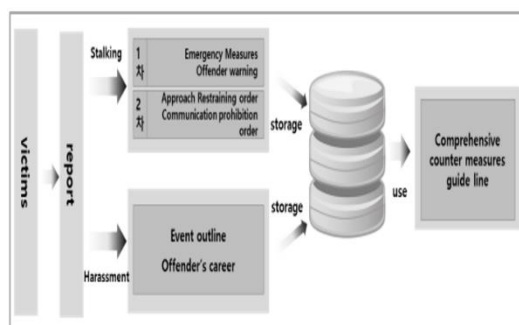 victims
report
Stalking
1
차
Emergency Measures
Offender warning
2
차
Approach Restraining order
Communication prohibition
order
storage
Harassment
Event outline
Offender's career
storage
use
Comprehensive
counter measures
guide line